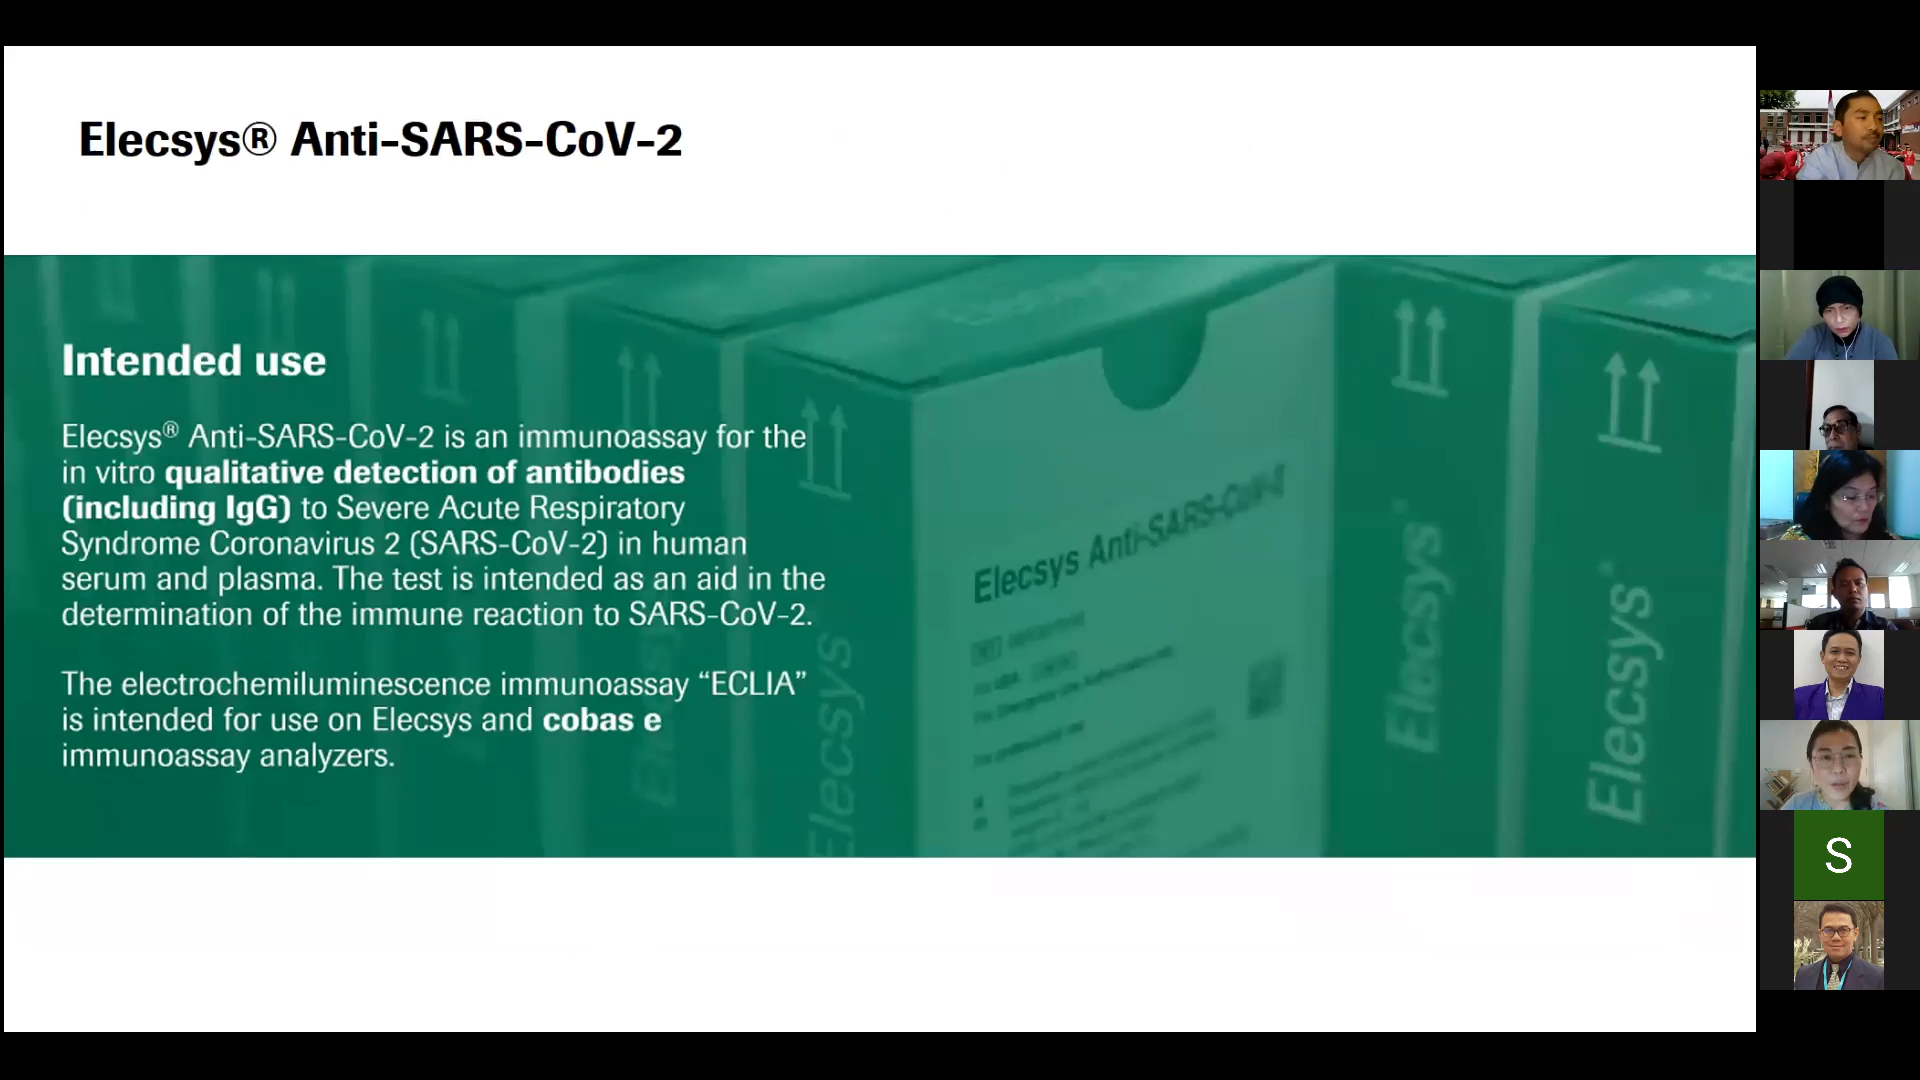 Elecsys® Anti-SARS-CoV-2
Intended use
Elecsys® Anti-SARS-CoV-2 is an immunoassay for the
in vitro qualitative detection of antibodies
(including IgG) to Severe Acute Respiratory
Syndrome Coronavirus 2 (SARS-CoV-2) in human
serum and plasma. The test is intended as an aid in the
determination of the immune reaction to SARS-CoV-2.
The electrochemiluminescence immunoassay “ECLIA”
is intended for use on Elecsys and cobas e
immunoassay analyzers.
Elecsys
Elecsys Anti-SARS-CoV-2
Elecsys®
Elecsys®
S